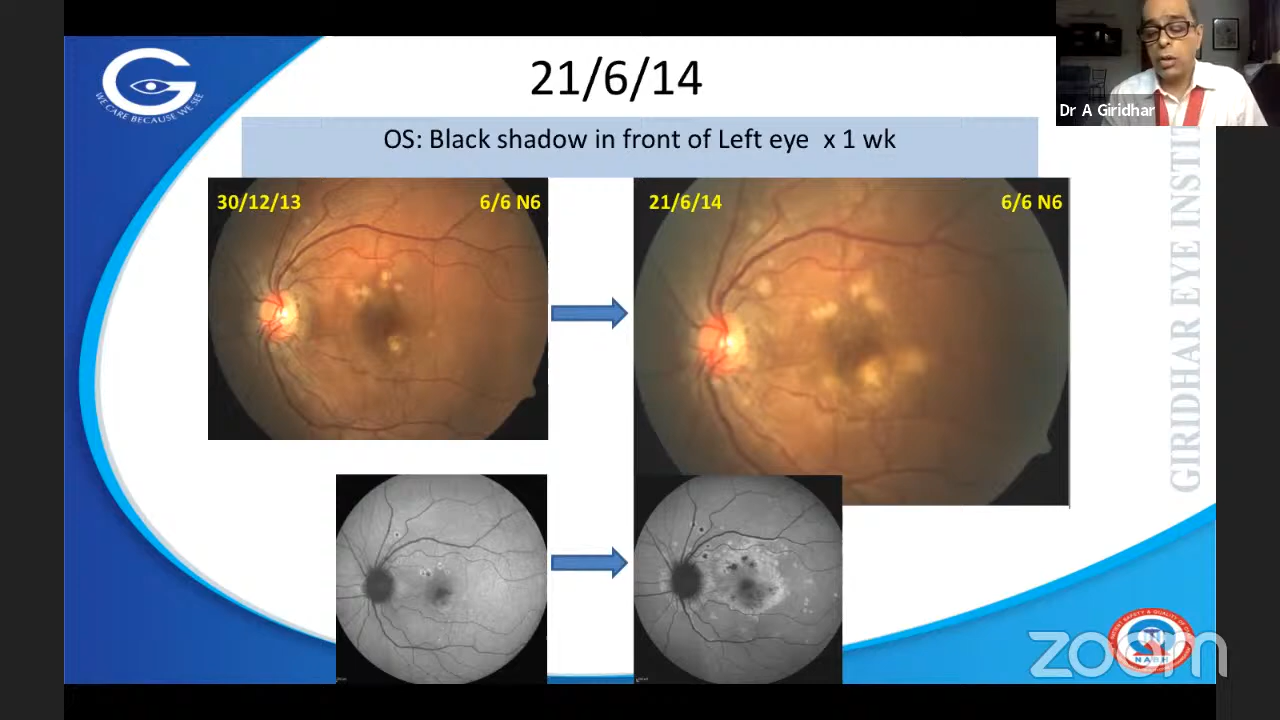 21/6/14
WE CARE BECAUSE WE SEE
OS: Black shadow in front of Left eye x 1 wk
Dr A Giridhar
30/12/13
6/6 N6
21/6/14
6/6 N6
GIRIDHAR EYE INSTIT
NABH
zoom